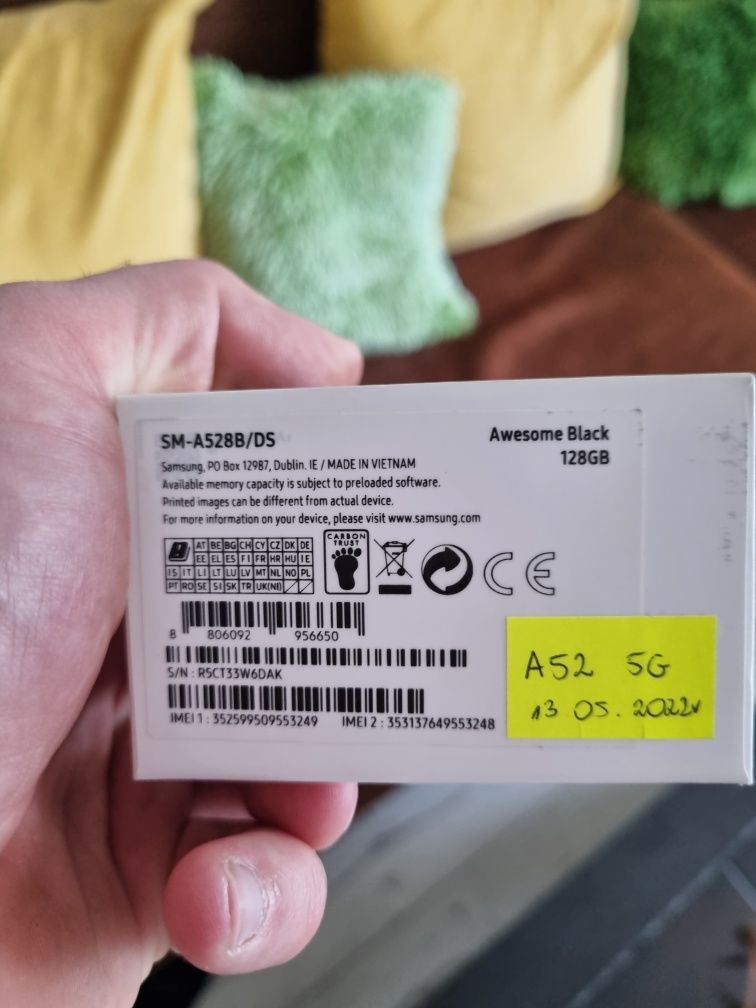 SM-A528B/DS
Awesome Black
128GB
Samsung, PO Box 12987, Dublin. IE / MADE IN VIETNAM
Available memory capacity is subject to preloaded software.
Printed images can be different from actual device.
For more information on your device, please visit www.samsung.com
AT BE BG CH CY CZ DK DE
EE EL ES FI FR HR HU IE
IS IT LI LT LU LV MT NL NO PL
PT RO SE SI SK TR UK(NI)
CARBON
TRUST
CE
8 806092 956650
S/N : R5CT33W6DAK
IMEI 1 : 352599509553249 IMEI 2 : 353137649553248
A52 5G
13.05.2022r